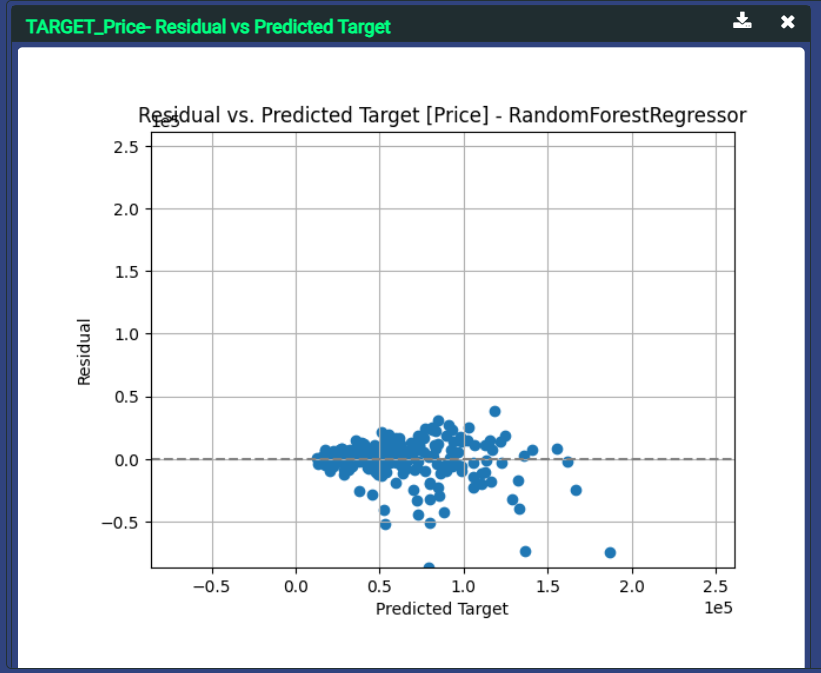 TARGET_Price- Residual vs Predicted Target
Residual vs. Predicted Target [Price] - RandomForestRegressor
1e5
2.5
2.0
1.5
1.0
0.5
0.0
−0.5
Residual
−0.5 0.0 0.5 1.0 1.5 2.0 2.5
1e5
Predicted Target